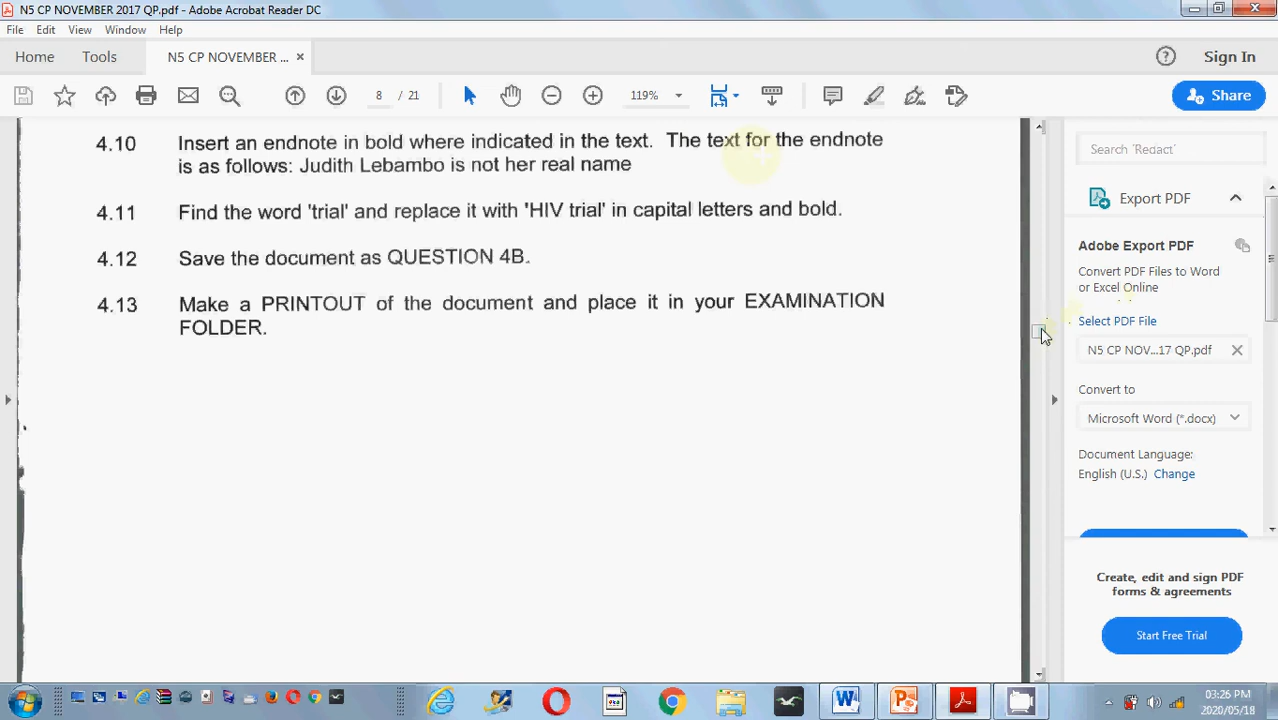 N5 CP NOVEMBER 2017 QP.pdf - Adobe Acrobat Reader DC
File Edit View Window Help
Home Tools N5 CP NOVEMBER ... × Sign In
8 / 21 119% Share
4.10 Insert an endnote in bold where indicated in the text. The text for the endnote
is as follows: Judith Lebambo is not her real name
4.11 Find the word 'trial' and replace it with 'HIV trial' in capital letters and bold.
4.12 Save the document as QUESTION 4B.
4.13 Make a PRINTOUT of the document and place it in your EXAMINATION
FOLDER.
Search 'Redact'
Export PDF
Adobe Export PDF
Convert PDF Files to Word
or Excel Online
Select PDF File
N5 CP NOV...17 QP.pdf
Convert to
Microsoft Word (*.docx)
Document Language:
English (U.S.) Change
Create, edit and sign PDF
forms & agreements
Start Free Trial
03:26 PM
2020/05/18